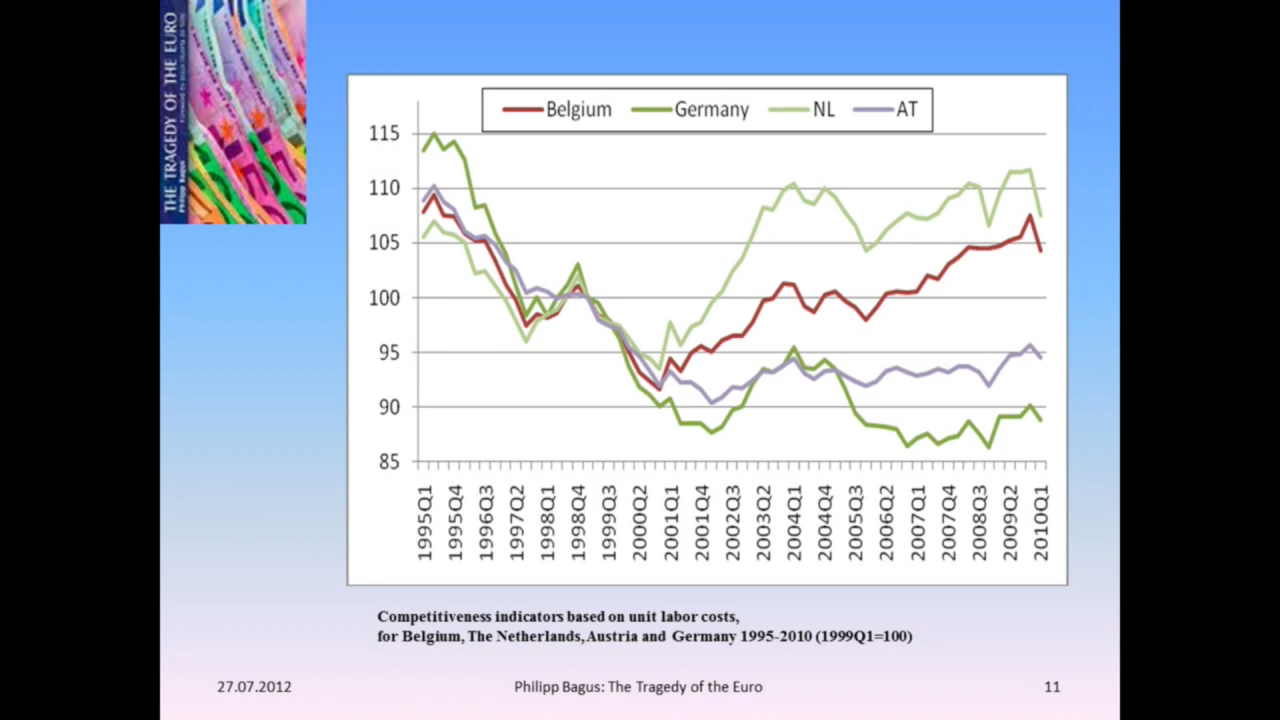 THE TRAGEDY OF THE EURO
Philipp Bagus
Belgium Germany NL AT
115
110
105
100
95
90
85
1995Q1 1995Q4 1996Q3 1997Q2 1998Q1 1998Q4 1999Q3 2000Q2 2001Q1 2001Q4 2002Q3 2003Q2 2004Q1 2004Q4 2005Q3 2006Q2 2007Q1 2007Q4 2008Q3 2009Q2 2010Q1
Competitiveness indicators based on unit labor costs,
for Belgium, The Netherlands, Austria and Germany 1995-2010 (1999Q1=100)
27.07.2012 Philipp Bagus: The Tragedy of the Euro 11